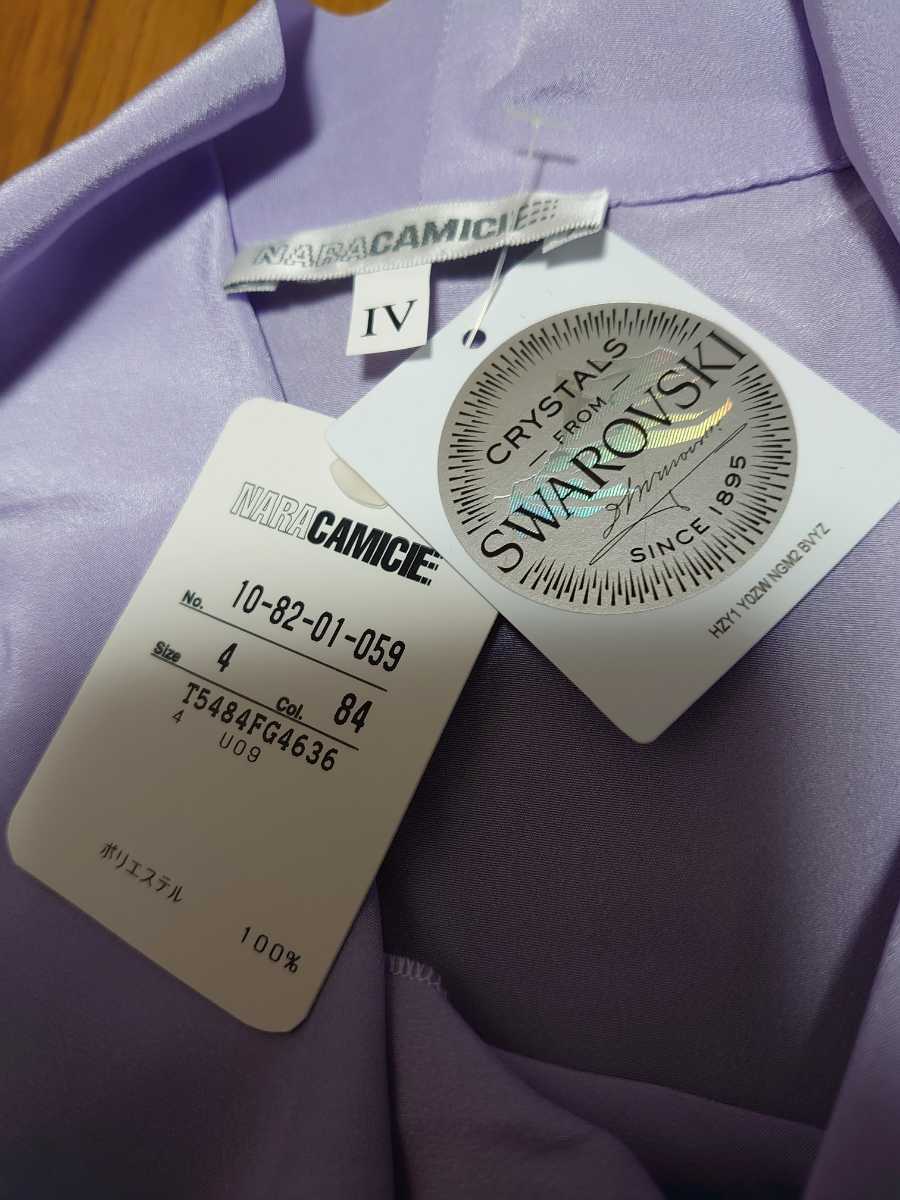 NARACAMICIE
IV
CRYSTALS
FROM
SWAROVSKI
SINCE 1895
HZY1 Y0ZW NGM2 BVYZ
NARACAMICIE
No. 10-82-01-059
Size 4 Col. 84
T5484FG4636
4 U09
ポリエステル
100%